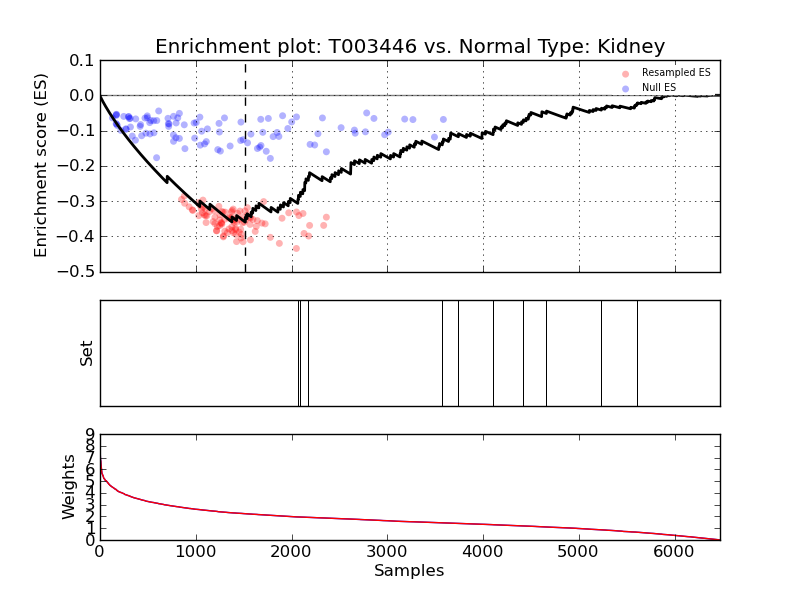 Enrichment plot: T003446 vs. Normal Type: Kidney
Enrichment score (ES)
0.1
0.0
−0.1
−0.2
−0.3
−0.4
−0.5
Resampled ES
Null ES
Set
Weights
9
8
7
6
5
4
3
2
1
0
0 1000 2000 3000 4000 5000 6000
Samples